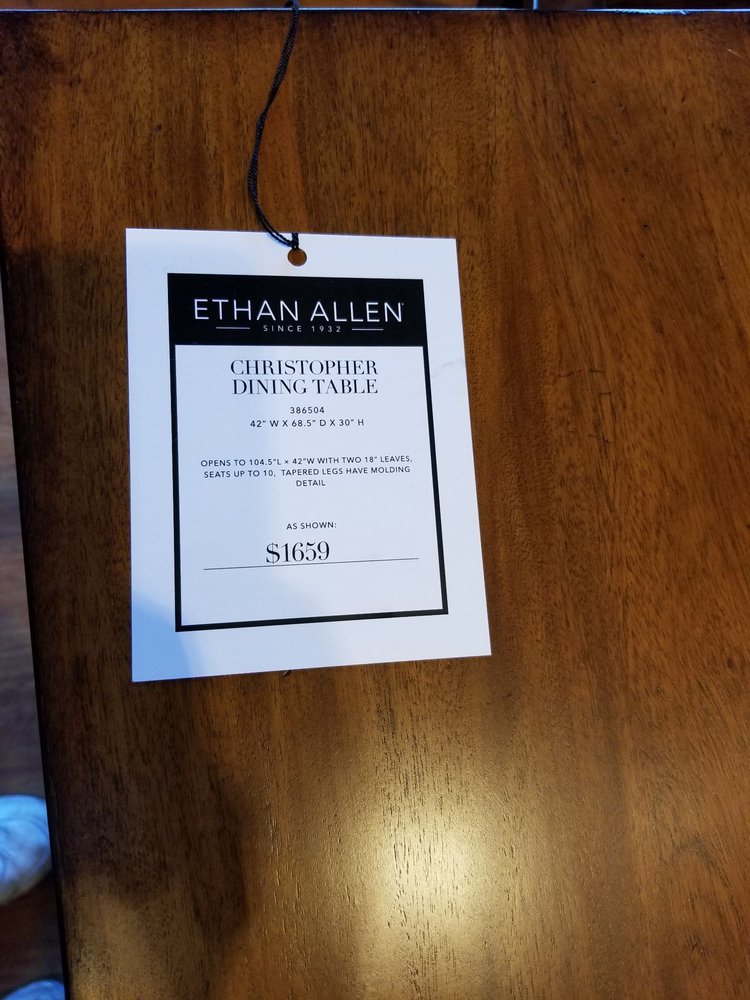 ETHAN ALLEN
SINCE 1932
CHRISTOPHER
DINING TABLE
386504
42" W X 68.5" D X 30" H
OPENS TO 104.5"L × 42"W WITH TWO 18" LEAVES,
SEATS UP TO 10, TAPERED LEGS HAVE MOLDING
DETAIL
AS SHOWN:
$1659